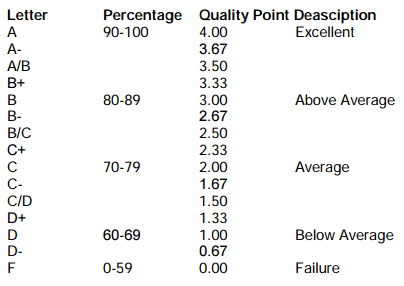 Letter Percentage Quality Point Deasciption
A 90-100 4.00 Excellent
A- 3.67
A/B 3.50
B+ 3.33
B 80-89 3.00 Above Average
B- 2.67
B/C 2.50
C+ 2.33
C 70-79 2.00 Average
C- 1.67
C/D 1.50
D+ 1.33
D 60-69 1.00 Below Average
D- 0.67
F 0-59 0.00 Failure